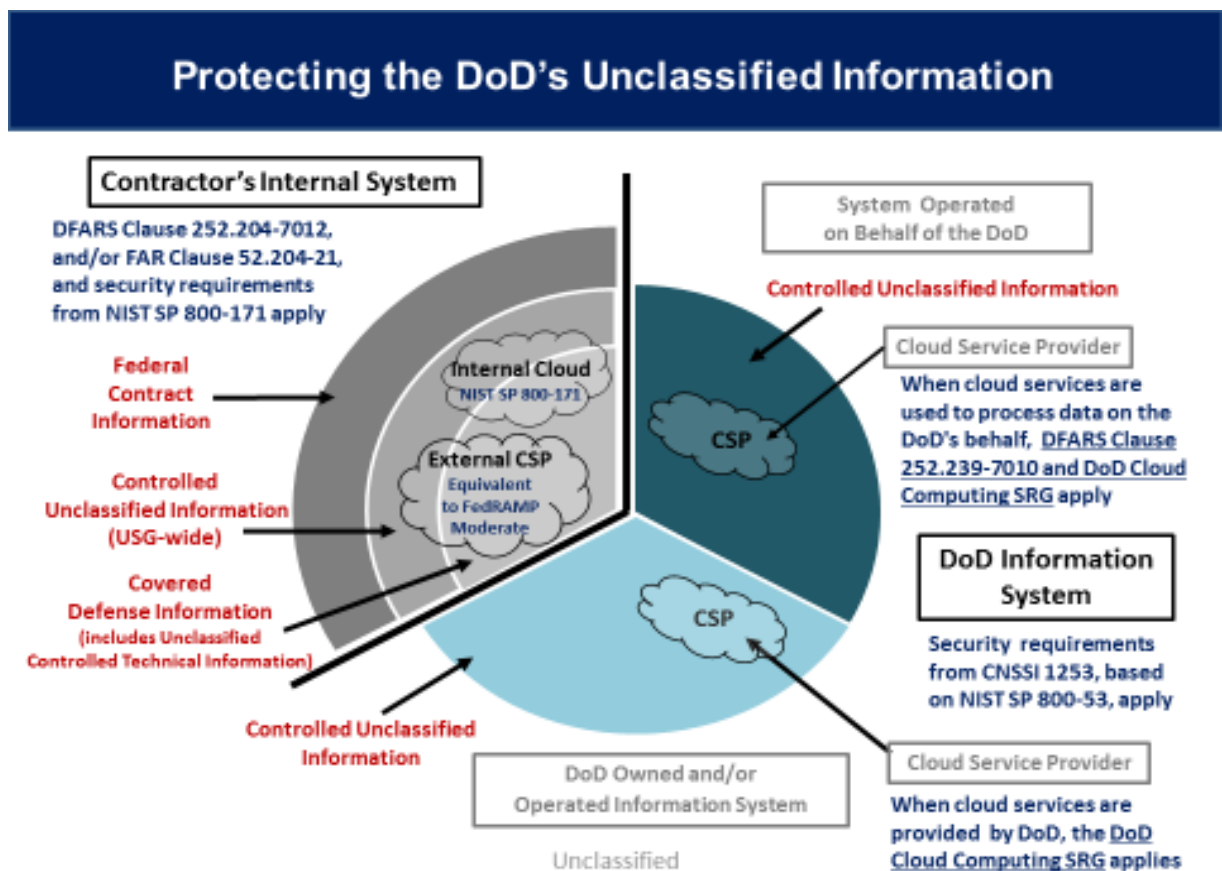 Protecting the DoD's Unclassified Information
Contractor's Internal System
DFARS Clause 252.204-7012,
and/or FAR Clause 52.204-21,
and security requirements
from NIST SP 800-171 apply
Federal
Contract
Information
Controlled
Unclassified Information
(USG-wide)
Covered
Defense Information
(includes Unclassified
Controlled Technical Information)
Controlled Unclassified
Information
Internal Cloud
NIST SP 800-171
External CSP
Equivalent
to FedRAMP
Moderate
System Operated
on Behalf of the DoD
Controlled Unclassified Information
Cloud Service Provider
When cloud services are
used to process data on the
DoD's behalf, DFARS Clause
252.239-7010 and DoD Cloud
Computing SRG apply
CSP
DoD Information
System
Security requirements
from CNSSI 1253, based
on NIST SP 800-53, apply
CSP
Cloud Service Provider
When cloud services are
provided by DoD, the DoD
Cloud Computing SRG applies
DoD Owned and/or
Operated Information System
Unclassified